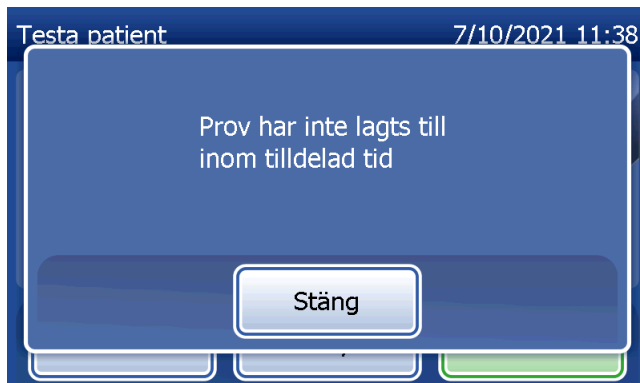 Testa patient 7/10/2021 11:38
Prov har inte lagts till
inom tilldelad tid
Stäng